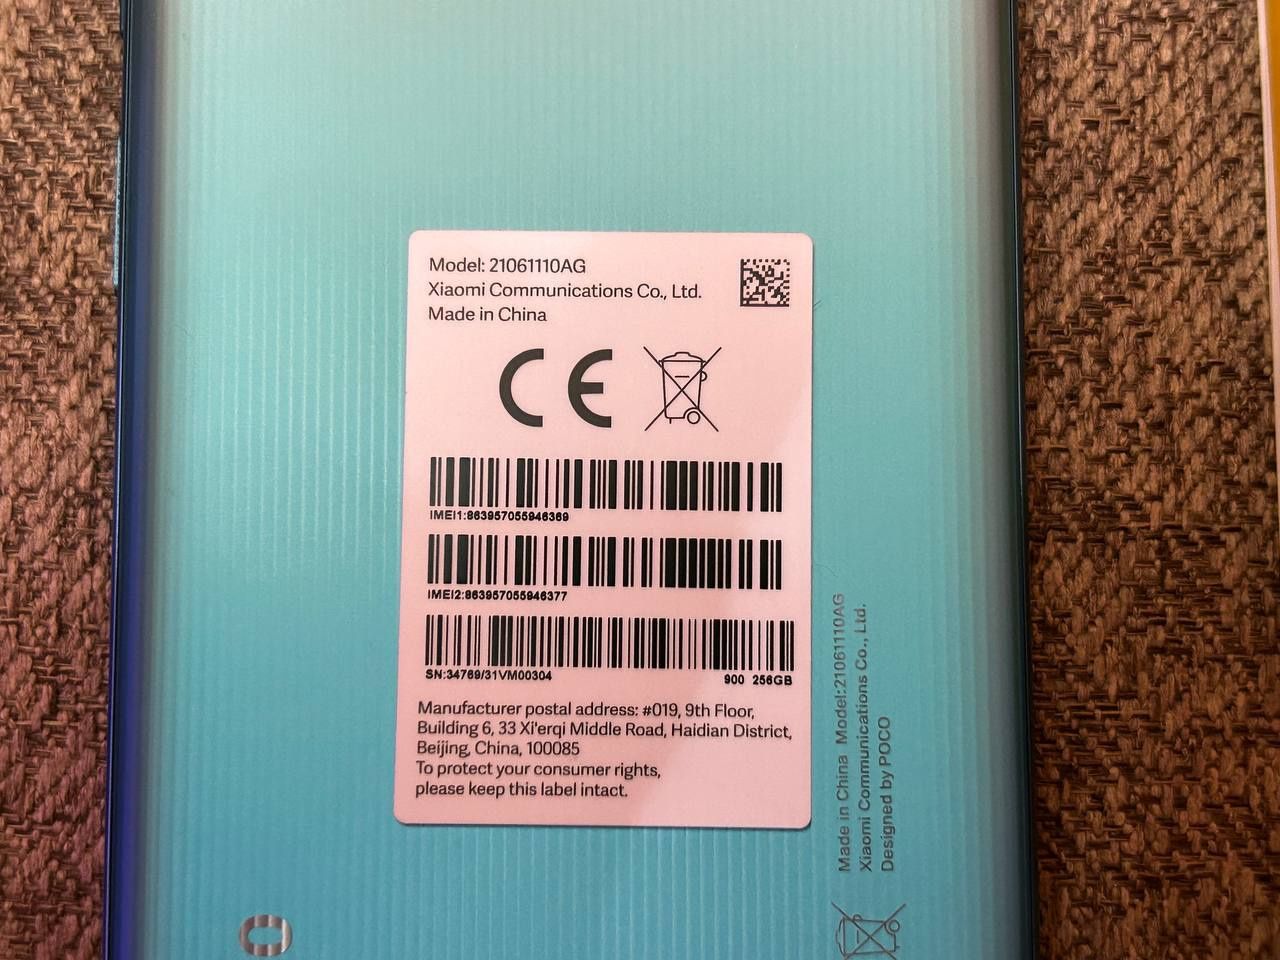 Model: 21061110AG
Xiaomi Communications Co., Ltd.
Made in China
CE
IMEI1:863957055946369
IMEI2:863957055946377
SN:34769/31VM00304
900 256GB
Manufacturer postal address: #019, 9th Floor,
Building 6, 33 Xi'erqi Middle Road, Haidian District,
Beijing, China, 100085
To protect your consumer rights,
please keep this label intact.
Made in China Model:21061110AG
Xiaomi Communications Co., Ltd.
Designed by POCO
O